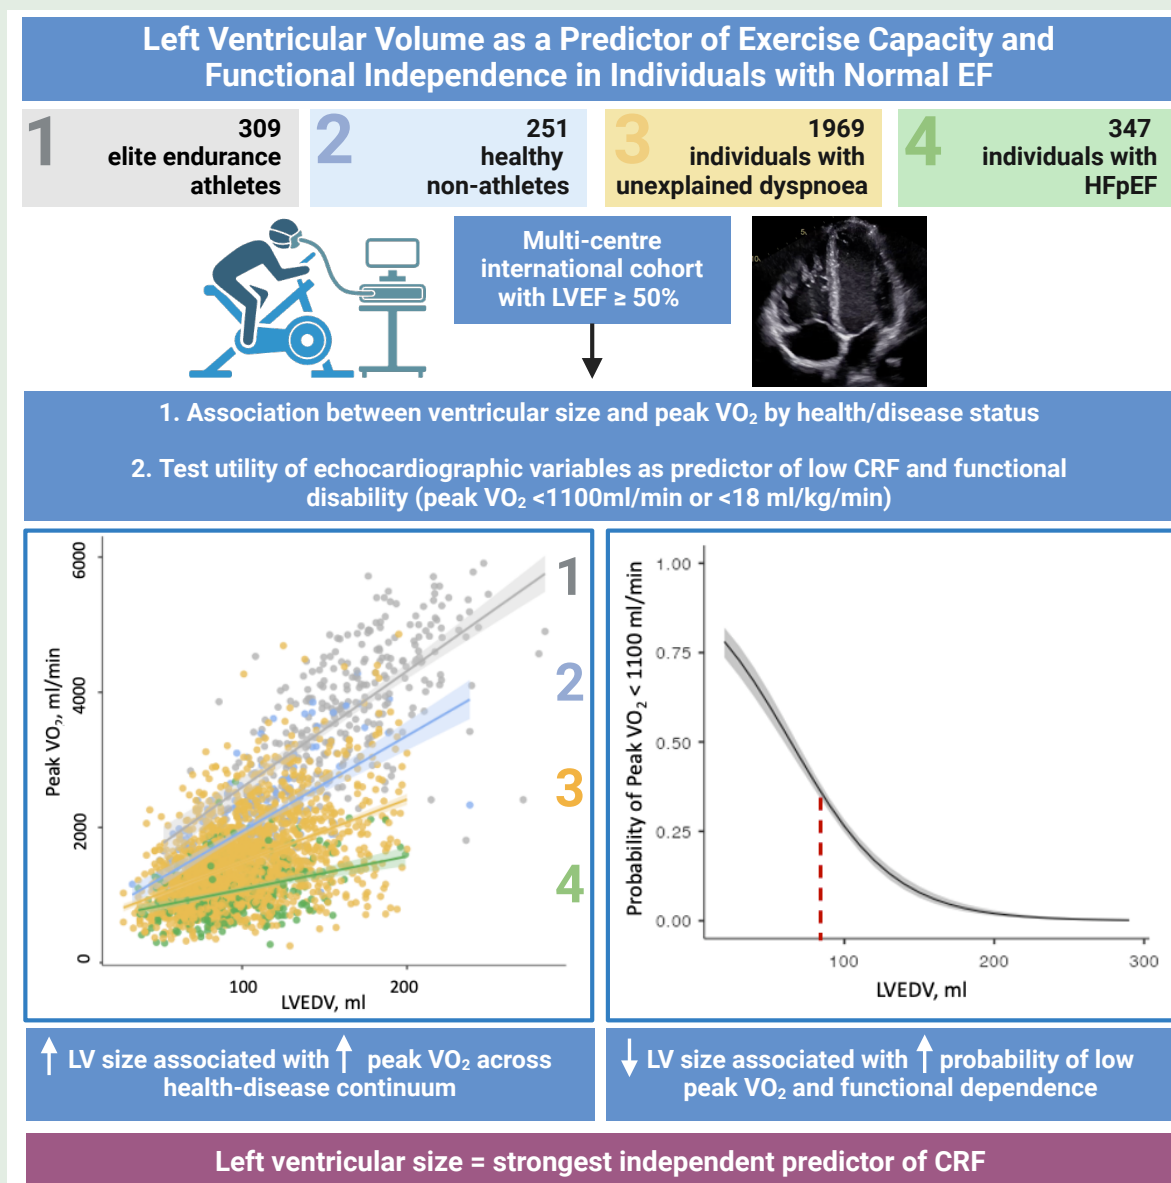 Left Ventricular Volume as a Predictor of Exercise Capacity and
Functional Independence in Individuals with Normal EF
1
309
elite endurance
athletes
2
251
healthy
non-athletes
3
1969
individuals with
unexplained dyspnoea
4
347
individuals with
HFpEF
Multi-centre
international cohort
with LVEF ≥ 50%
5
10
1. Association between ventricular size and peak VO₂ by health/disease status
2. Test utility of echocardiographic variables as predictor of low CRF and functional
disability (peak VO₂ <1100ml/min or <18 ml/kg/min)
Peak VO₂, ml/min
6000
4000
2000
0
100
200
LVEDV, ml
1
2
3
4
Probability of Peak VO₂ < 1100 ml/min
1.00
0.75
0.50
0.25
0.00
100
200
300
LVEDV, ml
↑ LV size associated with ↑ peak VO₂ across
health-disease continuum
↓ LV size associated with ↑ probability of low
peak VO₂ and functional dependence
Left ventricular size = strongest independent predictor of CRF